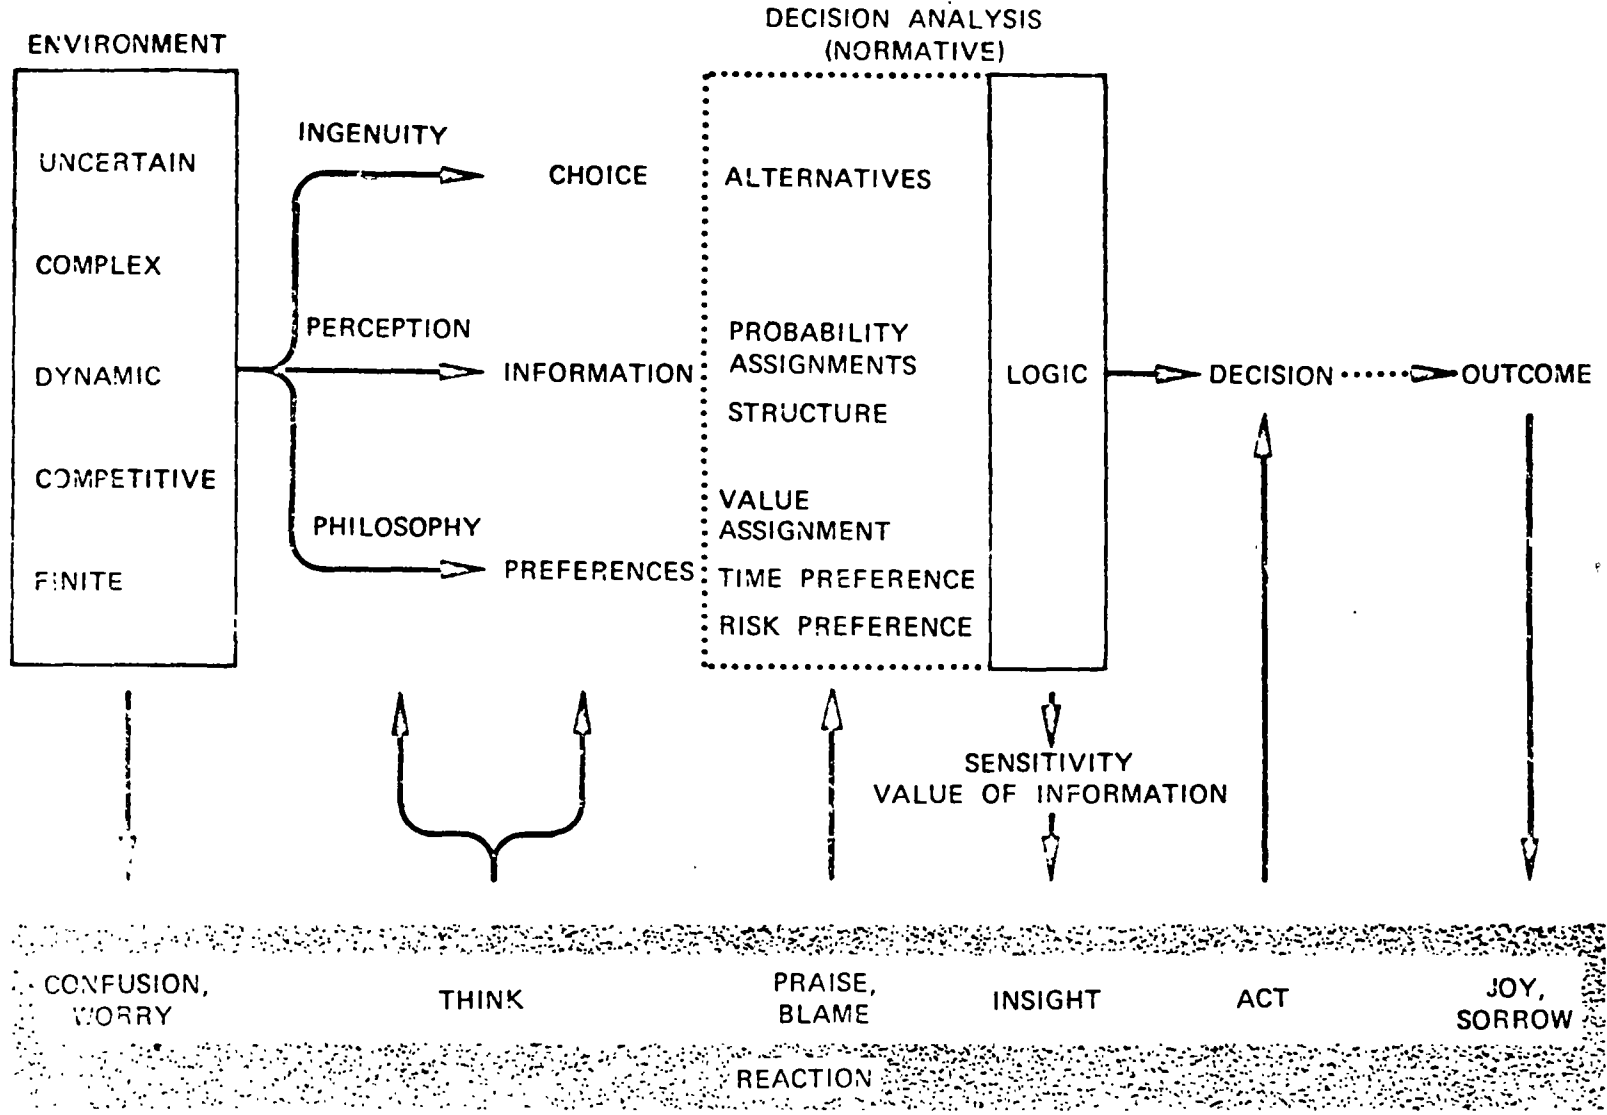 DECISION ANALYSIS
(NORMATIVE)
ENVIRONMENT
UNCERTAIN
COMPLEX
DYNAMIC
COMPETITIVE
FINITE
INGENUITY
CHOICE
PERCEPTION
INFORMATION
PHILOSOPHY
PREFERENCES
ALTERNATIVES
PROBABILITY
ASSIGNMENTS
STRUCTURE
VALUE
ASSIGNMENT
TIME PREFERENCE
RISK PREFERENCE
LOGIC
DECISION
OUTCOME
SENSITIVITY
VALUE OF INFORMATION
CONFUSION,
WORRY
THINK
PRAISE,
BLAME
INSIGHT
ACT
JOY,
SORROW
REACTION